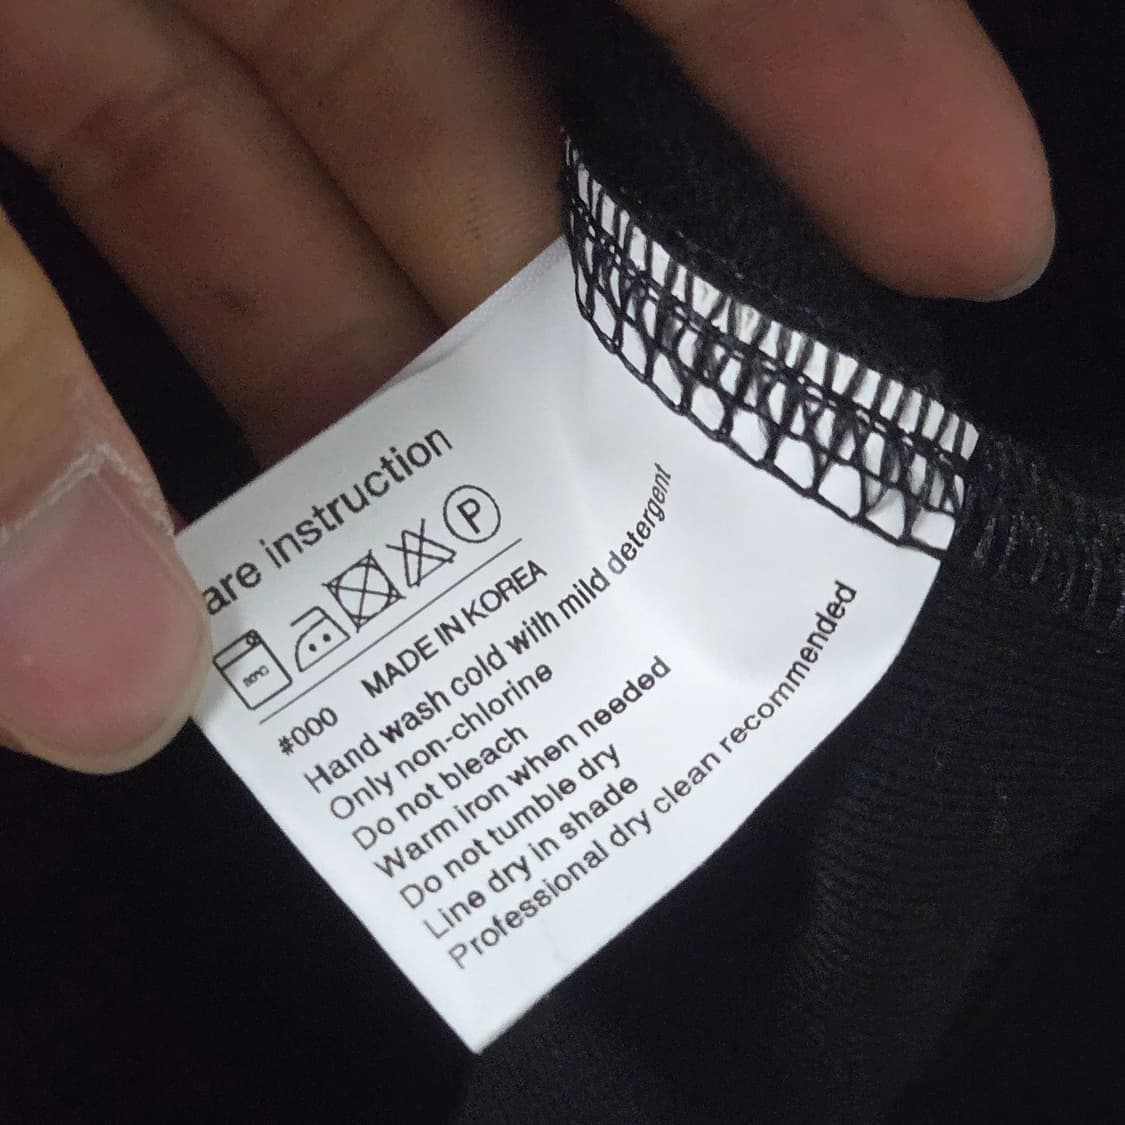 are instruction
P
#000 MADE IN KOREA
Hand wash cold with mild detergent
Only non-chlorine
Do not bleach
Warm iron when needed
Do not tumble dry
Line dry in shade
Professional dry clean recommended